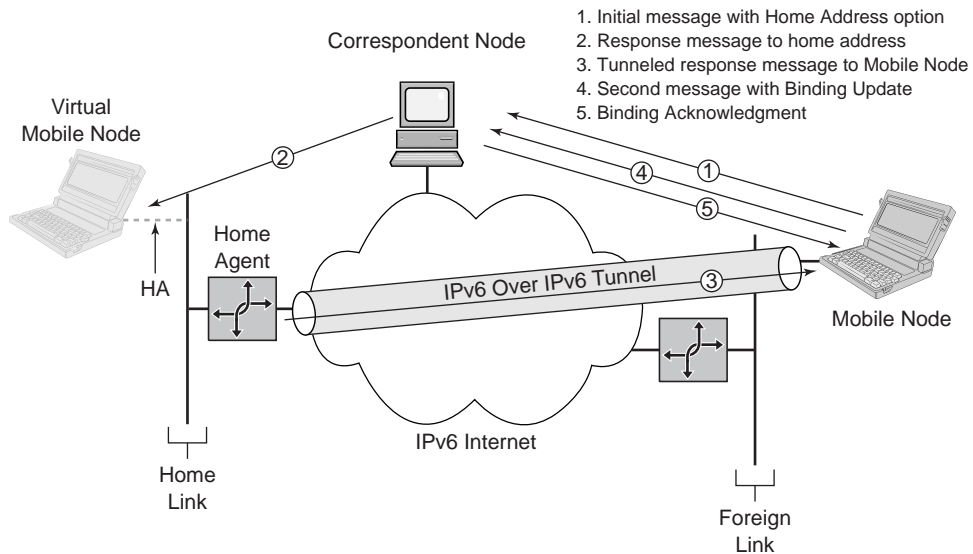 1. Initial message with Home Address option
2. Response message to home address
3. Tunneled response message to Mobile Node
4. Second message with Binding Update
5. Binding Acknowledgment
Correspondent Node
Virtual
Mobile Node
2
1
4
5
Home
Agent
HA
IPv6 Over IPv6 Tunnel
3
Mobile Node
IPv6 Internet
Home
Link
Foreign
Link